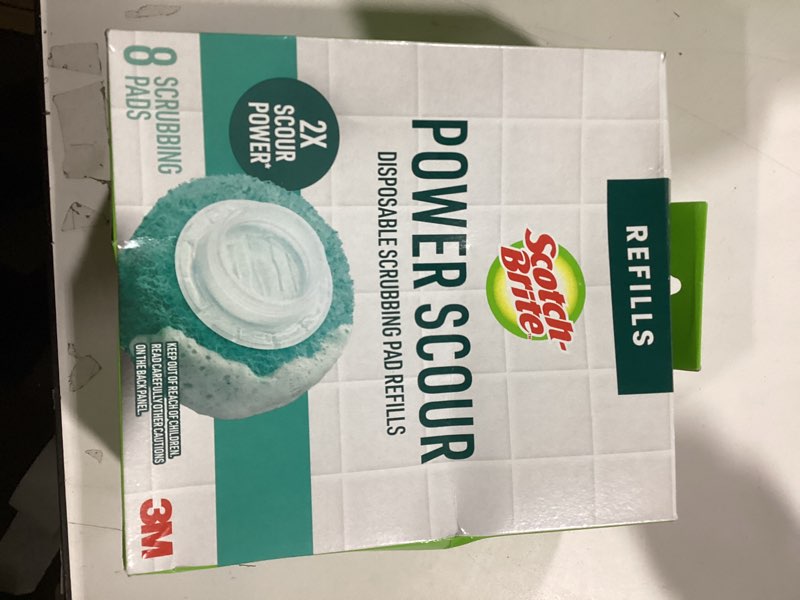 REFILLS
Scotch-
Brite™
POWER SCOUR
DISPOSABLE SCRUBBING PAD REFILLS
2X
SCOUR
POWER*
8 SCRUBBING
PADS
KEEP OUT OF REACH OF CHILDREN.
READ CAREFULLY OTHER CAUTIONS
ON THE BACK PANEL.
3M